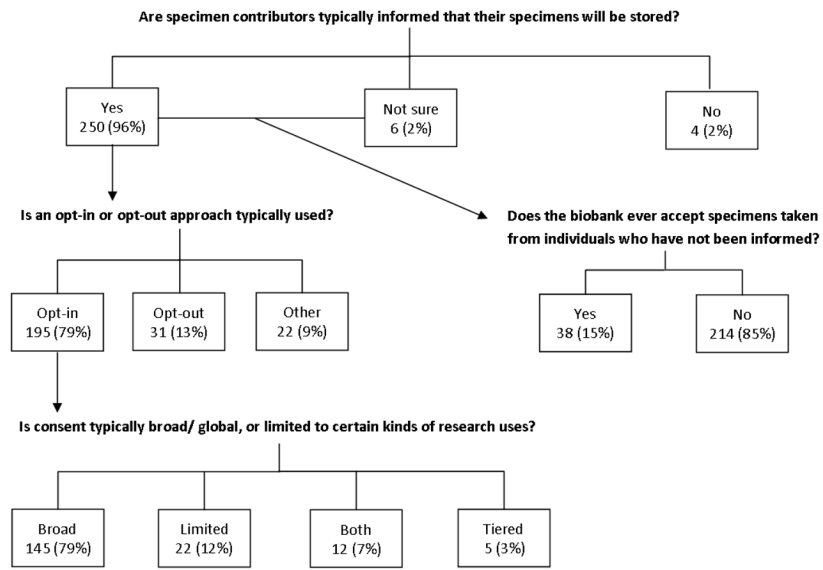 Are specimen contributors typically informed that their specimens will be stored?
Yes
250 (96%)
Not sure
6 (2%)
No
4 (2%)
Is an opt-in or opt-out approach typically used?
Does the biobank ever accept specimens taken
from individuals who have not been informed?
Opt-in
195 (79%)
Opt-out
31 (13%)
Other
22 (9%)
Yes
38 (15%)
No
214 (85%)
Is consent typically broad/ global, or limited to certain kinds of research uses?
Broad
145 (79%)
Limited
22 (12%)
Both
12 (7%)
Tiered
5 (3%)